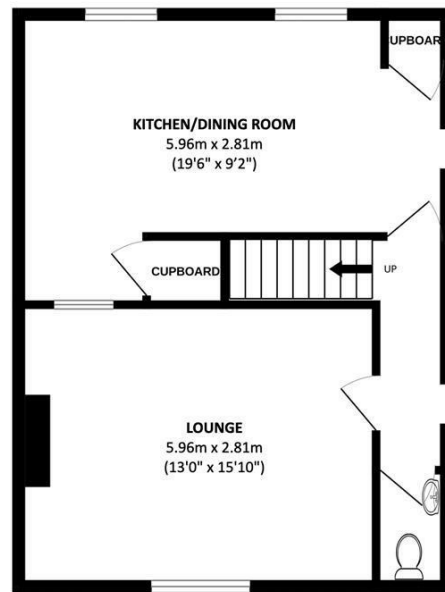 UPBOAR
KITCHEN/DINING ROOM
5.96m x 2.81m
(19'6" x 9’2")
CUPBOARD
UP
LOUNGE
5.96m x 2.81m
(13'0" x 15'10")